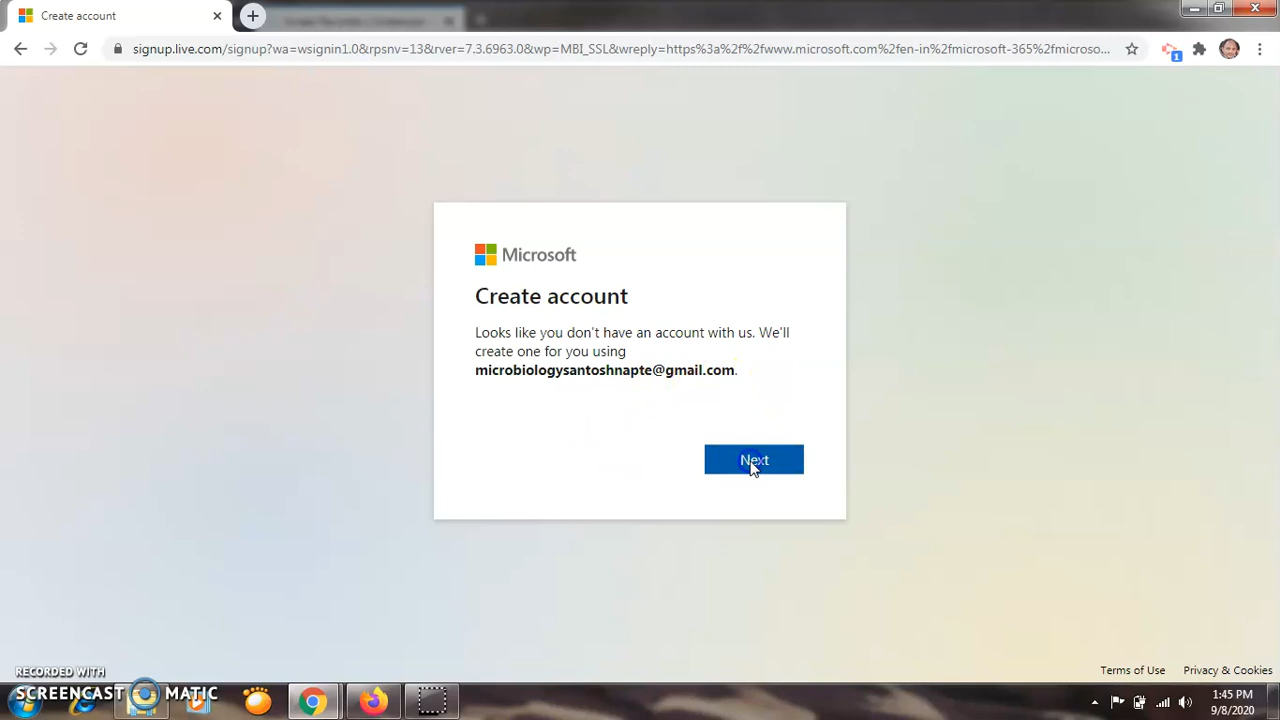 Create account
signup.live.com/signup?wa=wsignin1.0&rpsnv=13&rver=7.3.6963.0&wp=MBI_SSL&wreply=https%3a%2f%2fwww.microsoft.com%2fen-in%2fmicrosoft-365%2fmicroso...
1
Microsoft
Create account
Looks like you don't have an account with us. We'll
create one for you using
microbiologysantoshnapte@gmail.com.
Next
Terms of Use
Privacy & Cookies
RECORDED WITH
SCREENCAST MATIC
1:45 PM
9/8/2020